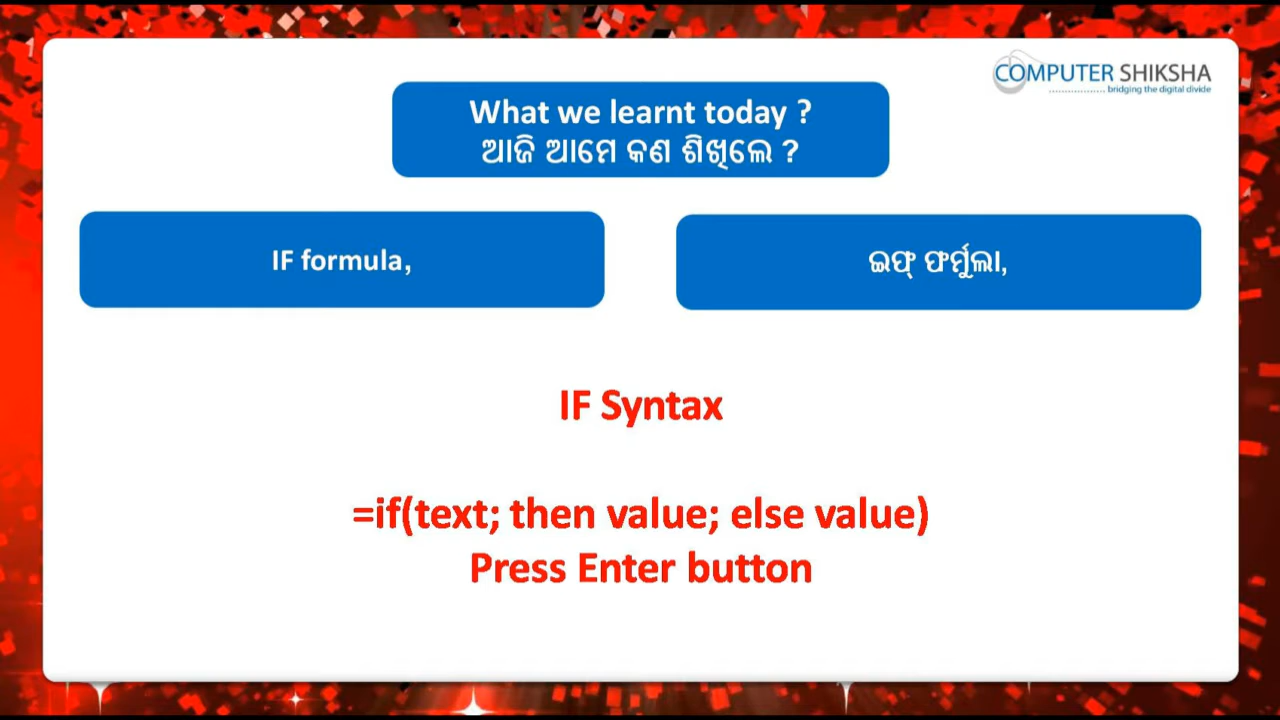 COMPUTER SHIKSHA
bridging the digital divide
What we learnt today ?
ଆଜି ଆମେ କଣ ଶିଖିଲେ ?
IF formula,
ଇଫ୍ ଫର୍ମୁଲା,
IF Syntax
=if(text; then value; else value)
Press Enter button